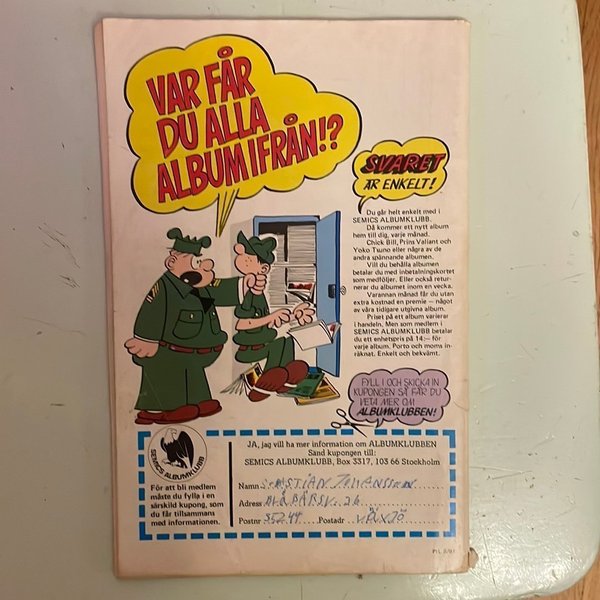 VAR FÅR
DU ALLA
ALBUM IFRÅN!?
SVARET
ÄR ENKELT!
Du går helt enkelt med i
SEMICS ALBUMKLUBB.
Då kommer ett nytt album
hem till dig, varje månad.
Chick Bill, Prins Valiant och
Yoko Tsuno eller några av de
andra spännande albumen.
Vill du behålla albumen
betalar du med inbetalningskortet
som medföljer. Eller också retur-
nerar du albumet inom en vecka.
Varannan månad får du utan
extra kostnad en premie – något
av våra tidigare utgivna album.
Priset på ett album varierar
i handeln. Men som medlem i
SEMICS ALBUMKLUBB betalar
du ett enhetspris på 14:– för
varje album. Porto och moms in-
räknat. Enkelt och bekvämt.
FYLL I OCH SKICKA IN
KUPONGEN SÅ FÅR DU
VETA MER OM
ALBUMKLUBBEN!
SEMICS ALBUMKLUBB
För att bli medlem
måste du fylla i en
särskild kupong, som
du får tillsammans
med informationen.
JA, jag vill ha mer information om ALBUMKLUBBEN
Sänd kupongen till:
SEMICS ALBUMKLUBB, Box 3317, 103 66 Stockholm
Namn SEBASTIAN JOHANSSON
Adress BLÅBÄRSV. 26
Postnr 35244 Postadr VÄXJÖ